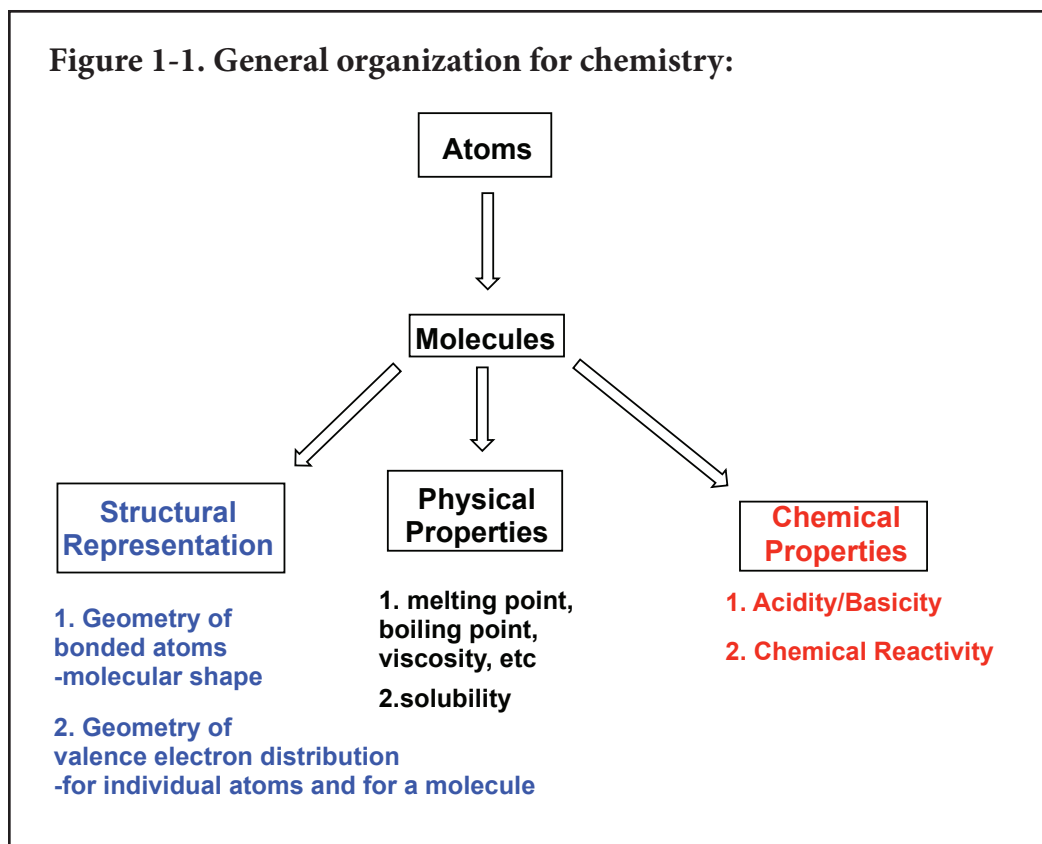 Figure 1-1. General organization for chemistry:
Atoms
Molecules
Structural
Representation
1. Geometry of
bonded atoms
-molecular shape
2. Geometry of
valence electron distribution
-for individual atoms and for a molecule
Physical
Properties
1. melting point,
boiling point,
viscosity, etc
2.solubility
Chemical
Properties
1. Acidity/Basicity
2. Chemical Reactivity